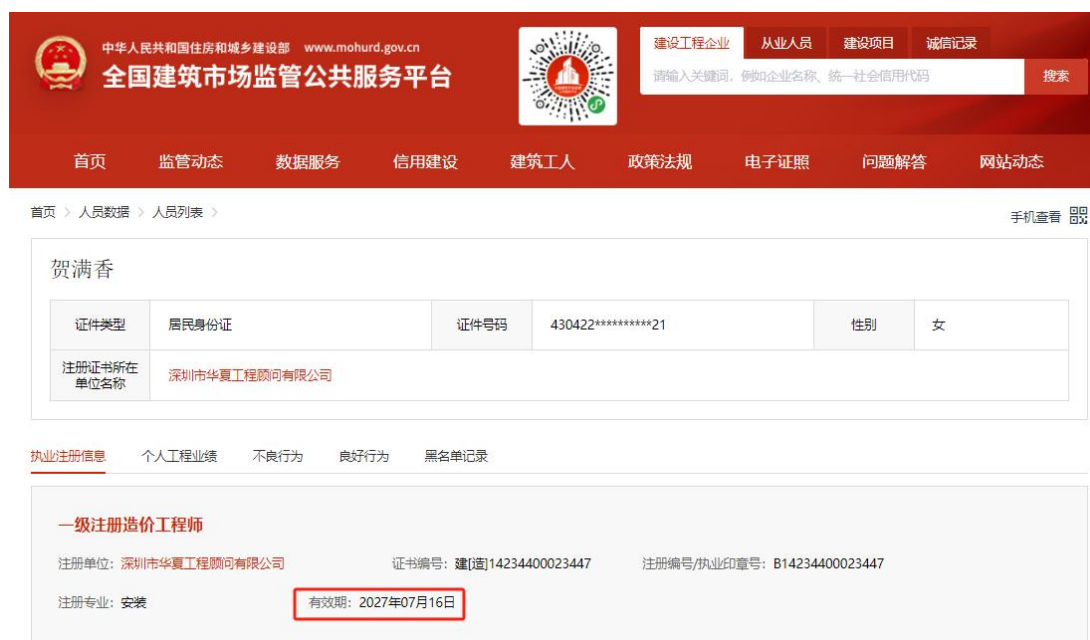 中华人民共和国住房和城乡建设部 www.mohurd.gov.cn
全国建筑市场监管公共服务平台
建设工程企业 从业人员 建设项目 诚信记录
请输入关键词，例如企业名称、统一社会信用代码 搜索
首页 监管动态 数据服务 信用建设 建筑工人 政策法规 电子证照 问题解答 网站动态
首页 > 人员数据 > 人员列表 >
手机查看
贺满香
证件类型 居民身份证 证件号码 430422**********21 性别 女
注册证书所在
单位名称
深圳市华夏工程顾问有限公司
执业注册信息 个人工程业绩 不良行为 良好行为 黑名单记录
一级注册造价工程师
注册单位：深圳市华夏工程顾问有限公司 证书编号：建[造]14234400023447 注册编号/执业印章号：B14234400023447
注册专业：安装 有效期：2027年07月16日